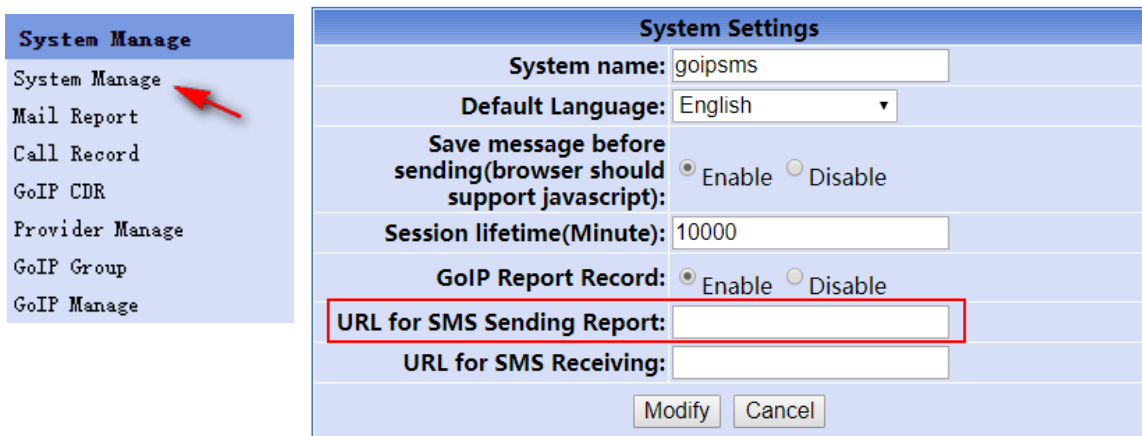 System Manage
System Manage
Mail Report
Call Record
GoIP CDR
Provider Manage
GoIP Group
GoIP Manage
System Settings
System name: goipsms
Default Language: English
Save message before
sending(browser should
support javascript): Enable Disable
Session lifetime(Minute): 10000
GoIP Report Record: Enable Disable
URL for SMS Sending Report:
URL for SMS Receiving:
Modify Cancel